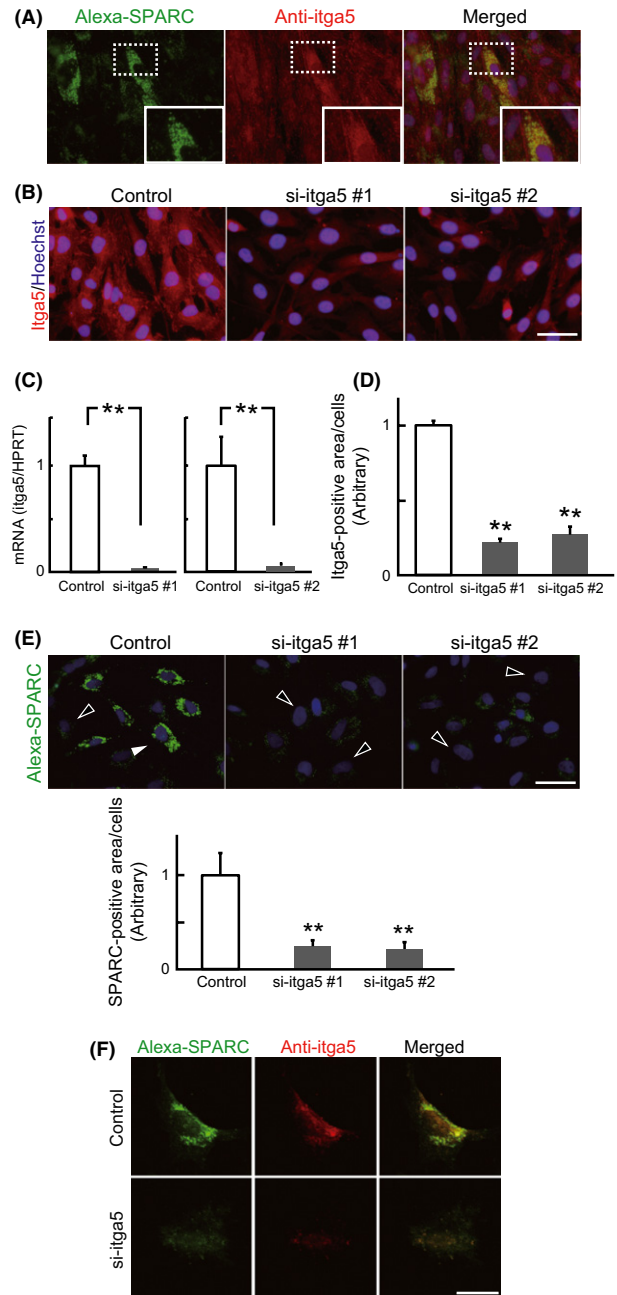 (A)
Alexa-SPARC Anti-itga5 Merged
(B)
Control si-itga5 #1 si-itga5 #2
Itga5/Hoechst
(C)
mRNA (itga5/HPRT)
**
1
0
Control si-itga5 #1
**
1
Control si-itga5 #2
(D)
Itga5-positive area/cells
(Arbitrary)
1
0
**
**
Control si-itga5 #1 si-itga5 #2
(E)
Control si-itga5 #1 si-itga5 #2
Alexa-SPARC
SPARC-positive area/cells
(Arbitrary)
1
0
**
**
Control si-itga5 #1 si-itga5 #2
(F)
Alexa-SPARC Anti-itga5 Merged
Control
si-itga5